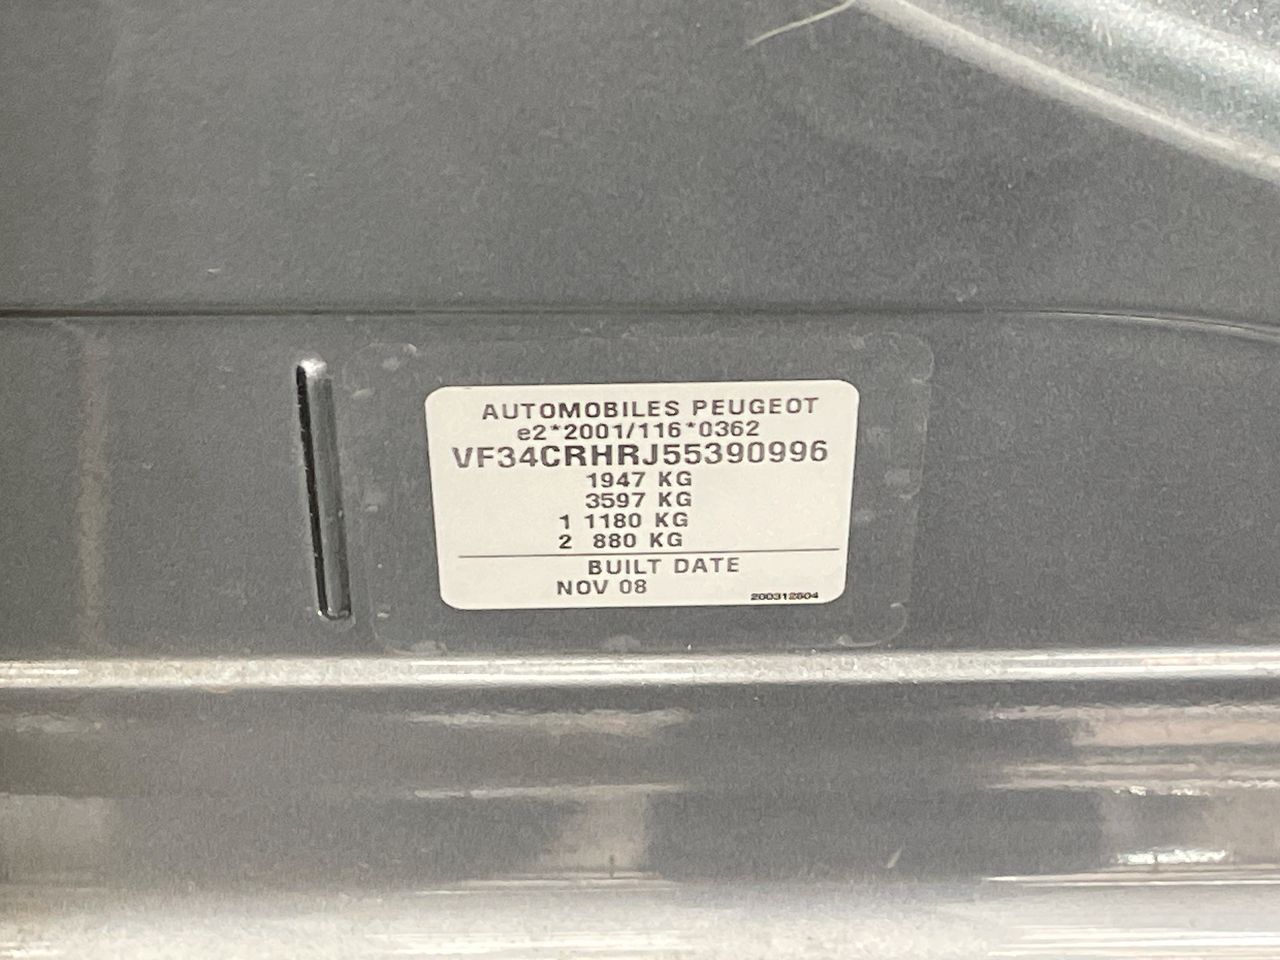 AUTOMOBILES PEUGEOT
e2*2001/116*0362
VF34CRHRJ55390996
1947 KG
3597 KG
1 1180 KG
2 880 KG
BUILT DATE
NOV 08
200312604